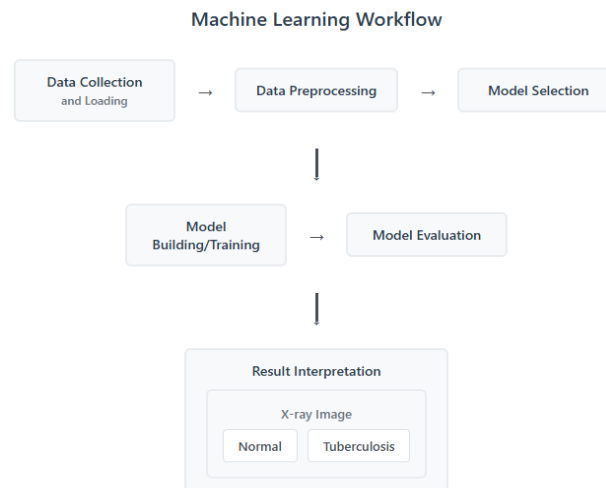 Machine Learning Workflow
Data Collection
and Loading
→
Data Preprocessing
→
Model Selection
Model
Building/Training
→
Model Evaluation
Result Interpretation
X-ray Image
Normal
Tuberculosis